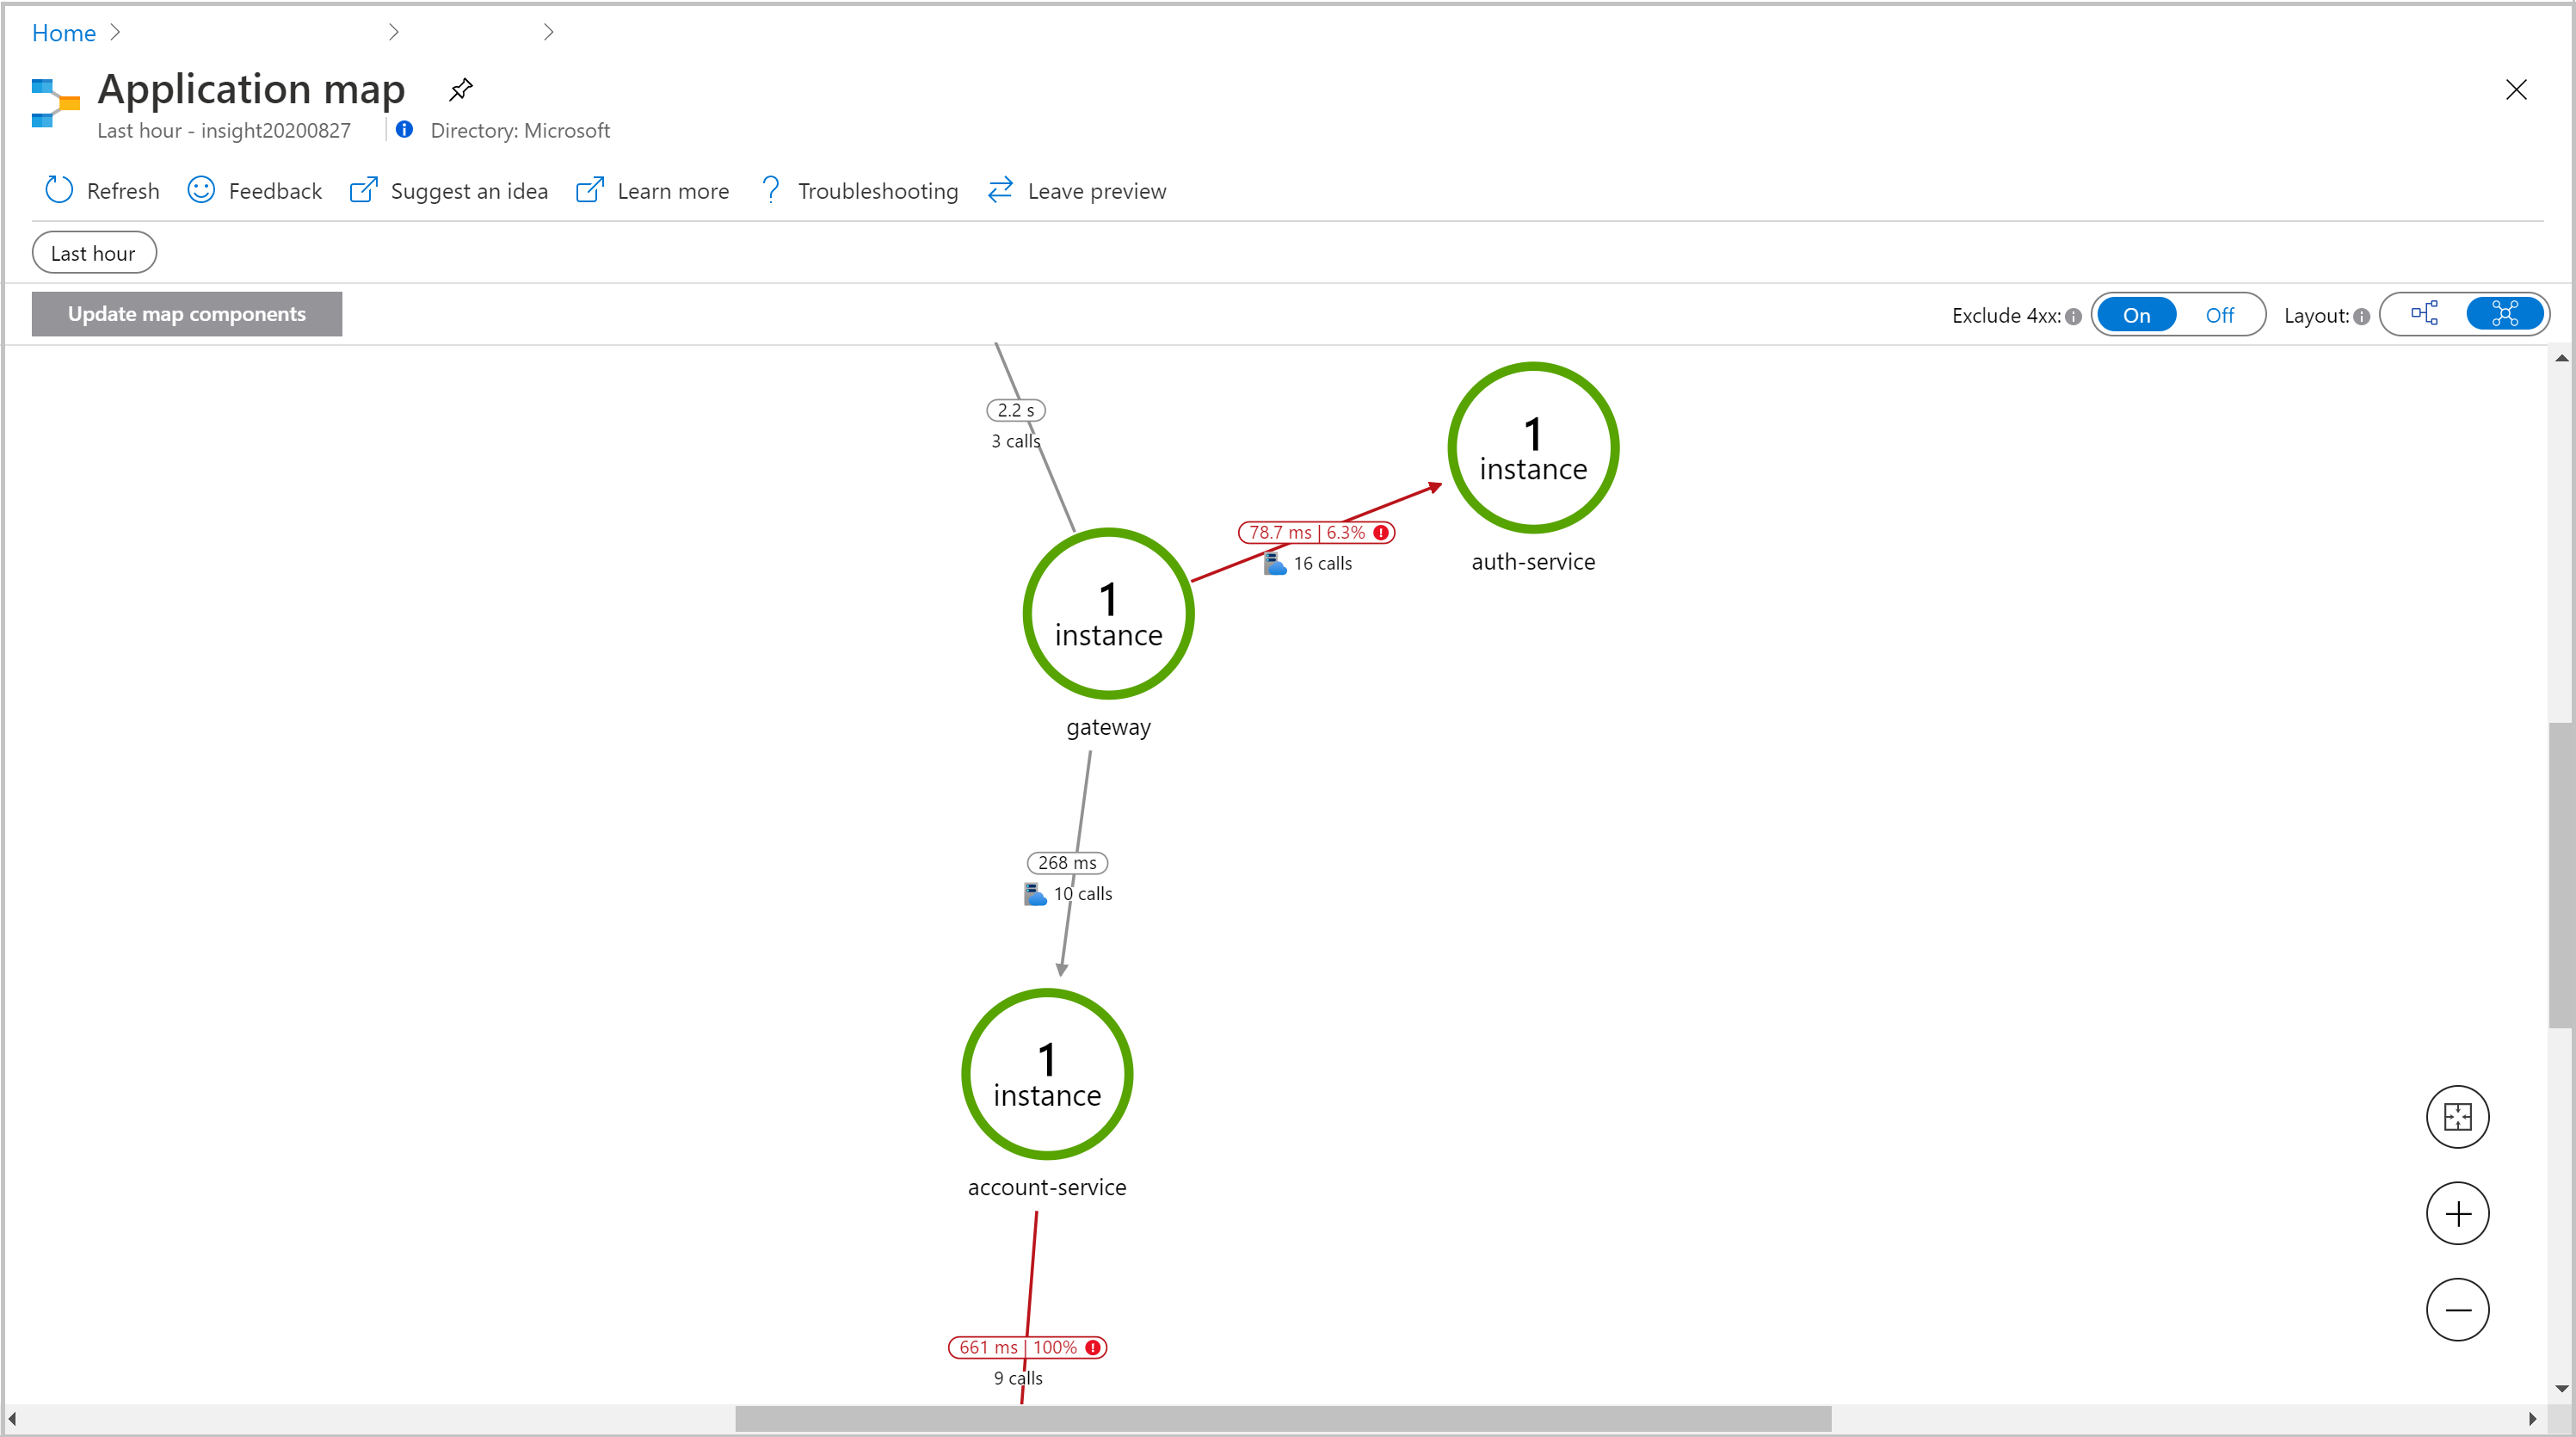 Home
Application map
Last hour - insight20200827
Directory: Microsoft
Refresh
Feedback
Suggest an idea
Learn more
Troubleshooting
Leave preview
Last hour
Update map components
Exclude 4xx:
On
Off
Layout:
2.2 s
3 calls
1
instance
auth-service
78.7 ms | 6.3%
16 calls
1
instance
gateway
268 ms
10 calls
1
instance
account-service
661 ms | 100%
9 calls